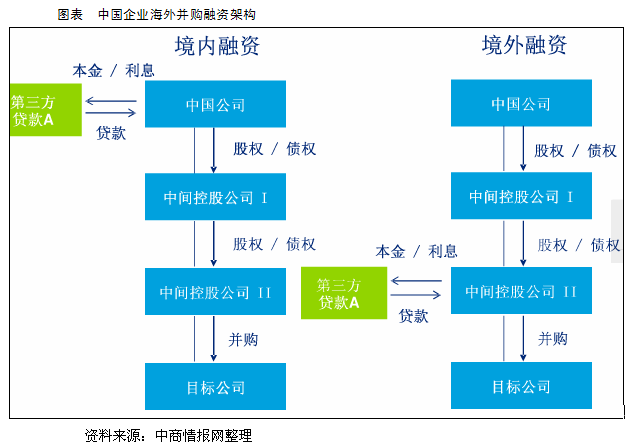 图表 中国企业海外并购融资架构
境内融资
本金 / 利息
第三方
贷款A
贷款
中国公司
股权 / 债权
中间控股公司 I
股权 / 债权
中间控股公司 II
并购
目标公司
境外融资
中国公司
股权 / 债权
中间控股公司 I
股权 / 债权
本金 / 利息
第三方
贷款A
贷款
中间控股公司 II
并购
目标公司
资料来源：中商情报网整理